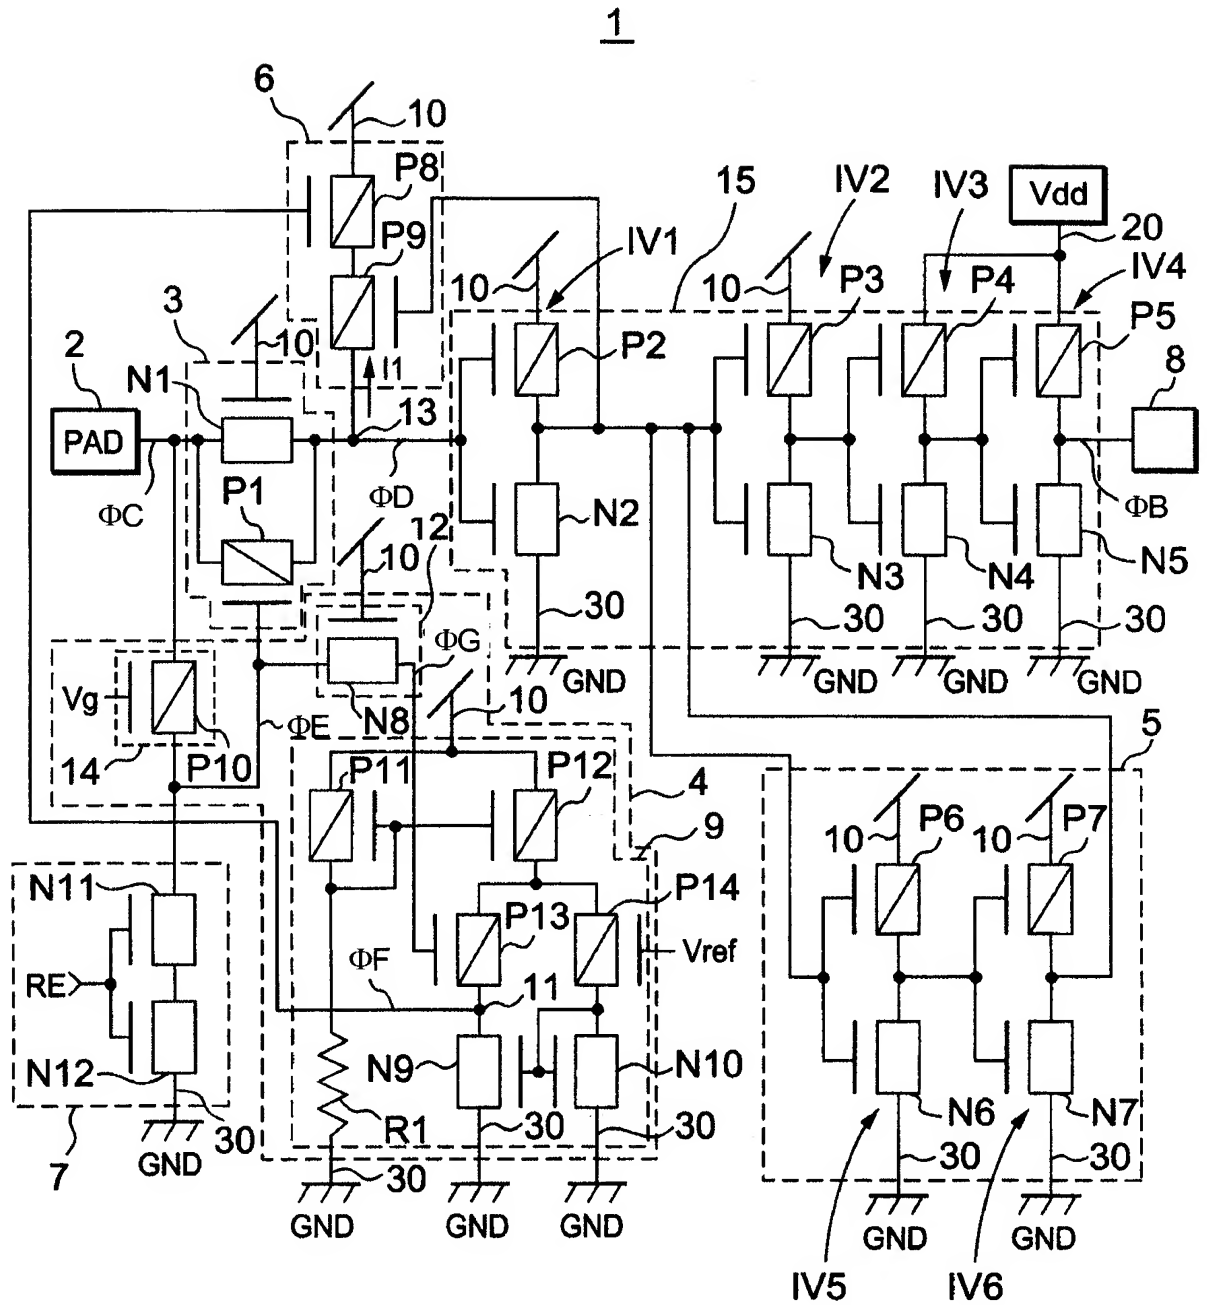 1
6
10
P8
P9
15
IV2
IV3
Vdd
20
IV1
IV4
3
10
10
10
P3
P4
P5
2
N1
10
I1
P2
8
PAD
13
ΦC
P1
ΦD
N2
ΦB
12
10
N3
N4
N5
30
30
30
30
ΦG
GND
GND
GND
GND
Vg
N8
10
ΦE
14
P10
P11
P12
4
5
9
10
P6
10
P7
N11
P13
P14
RE
ΦF
11
Vref
N12
N9
N10
R1
30
30
30
30
7
GND
GND
GND
GND
N6
N7
30
30
GND
GND
IV5
IV6